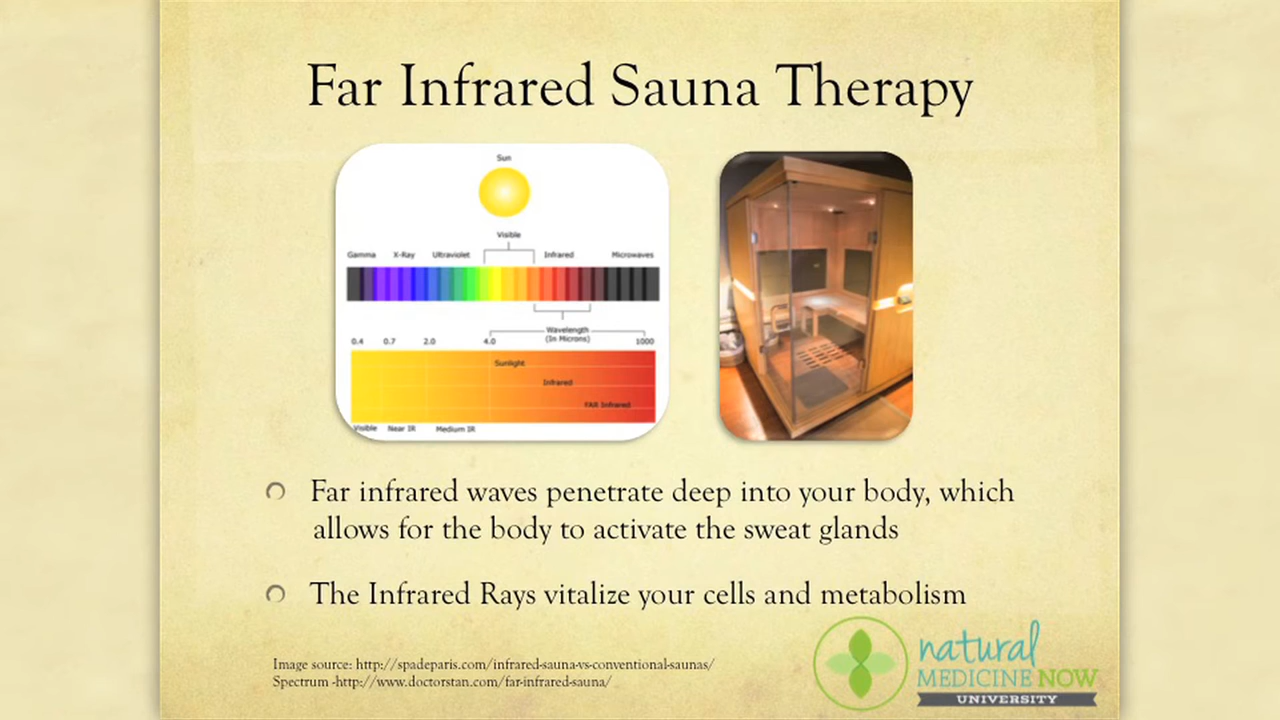 Far Infrared Sauna Therapy
Sun
Visible
Gamma X-Ray Ultraviolet Infrared Microwaves
Wavelength
(In Microns)
0.4 0.7 2.0 4.0 1000
Sunlight
Infrared
FAR Infrared
Visible Near IR Medium IR
Far infrared waves penetrate deep into your body, which
allows for the body to activate the sweat glands
The Infrared Rays vitalize your cells and metabolism
Image source: http://spadeparis.com/infrared-sauna-vs-conventional-saunas/
Spectrum -http://www.doctorstan.com/far-infrared-sauna/
natural
MEDICINE NOW
UNIVERSITY